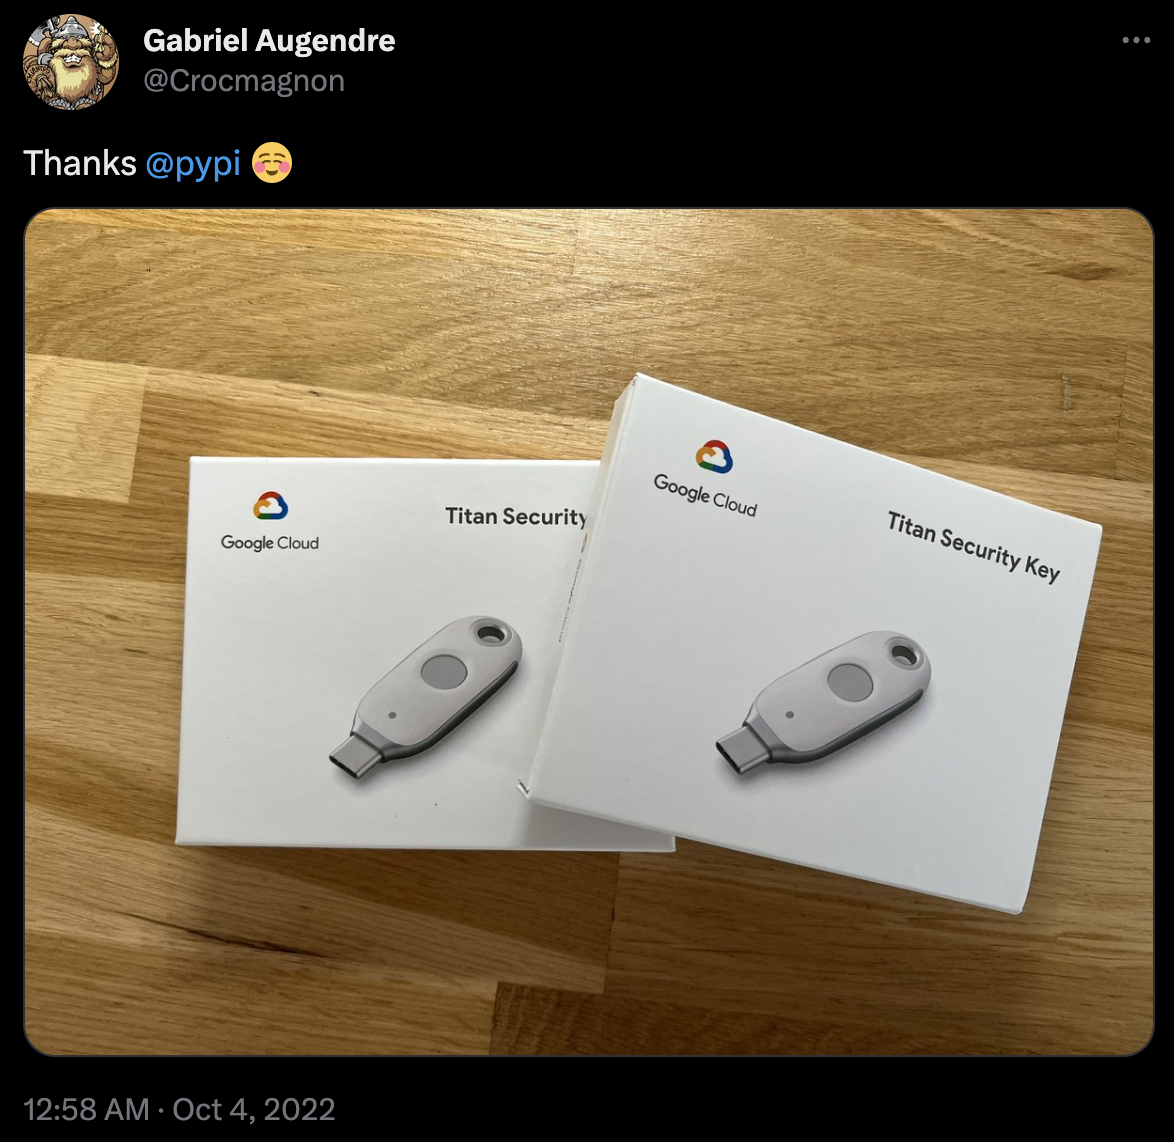 Gabriel Augendre
@Crocmagnon
Thanks @pypi ☺️
Google Cloud
Titan Security
Google Cloud
Titan Security Key
12:58 AM · Oct 4, 2022